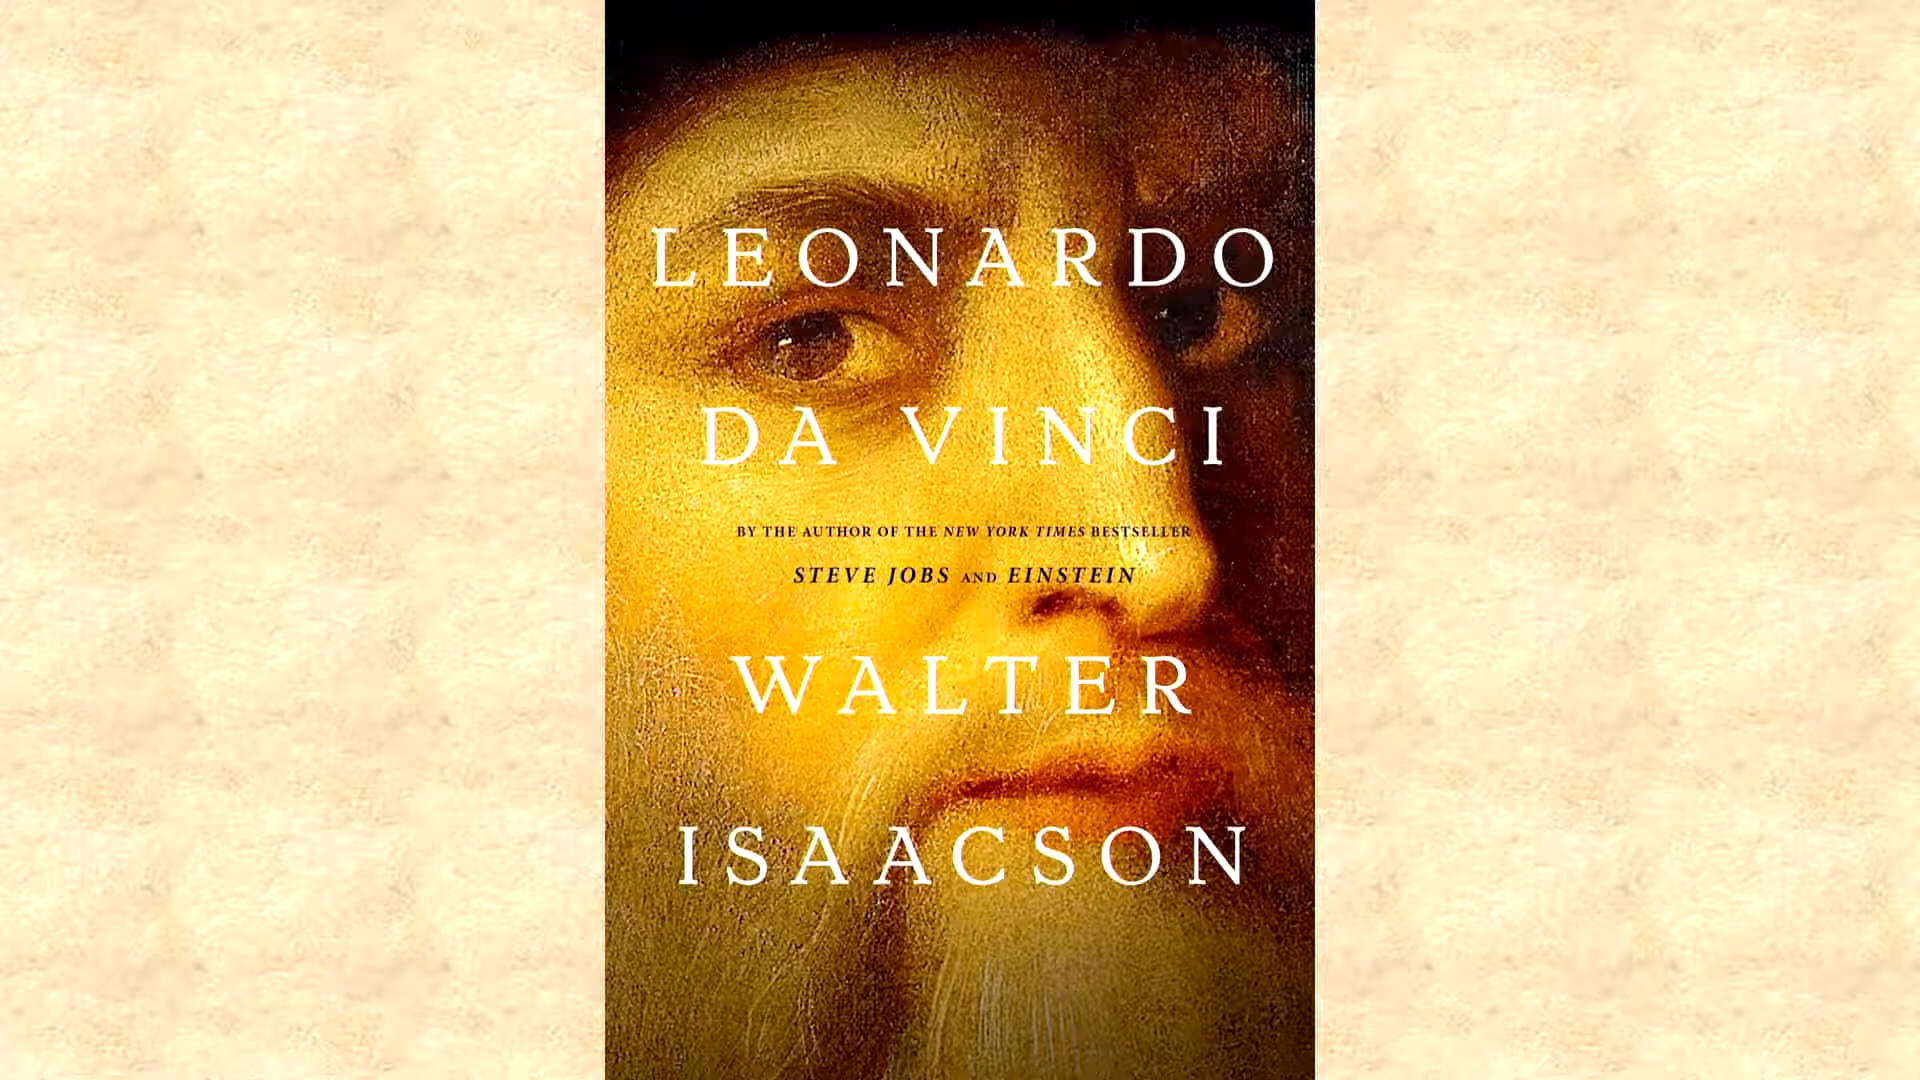 LEONARDO
DA VINCI
BY THE AUTHOR OF THE NEW YORK TIMES BESTSELLER
STEVE JOBS AND EINSTEIN
WALTER
ISAACSON